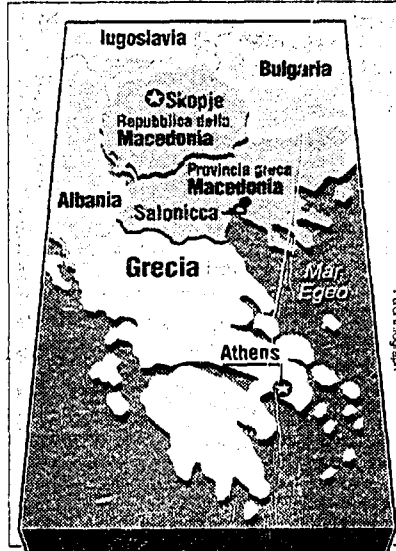 Iugoslavia
Bulgaria
Skopje
Repubblica della
Macedonia
Provincia greca
Macedonia
Albania
Salonicca
Grecia
Mar
Egeo
Athens